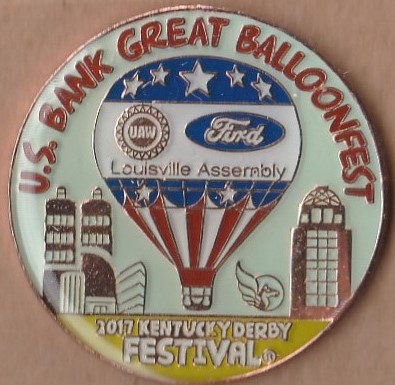 U.S. BANK GREAT BALLOONFEST
UAW
Ford
Louisville Assembly
2017 KENTUCKY DERBY
FESTIVAL®